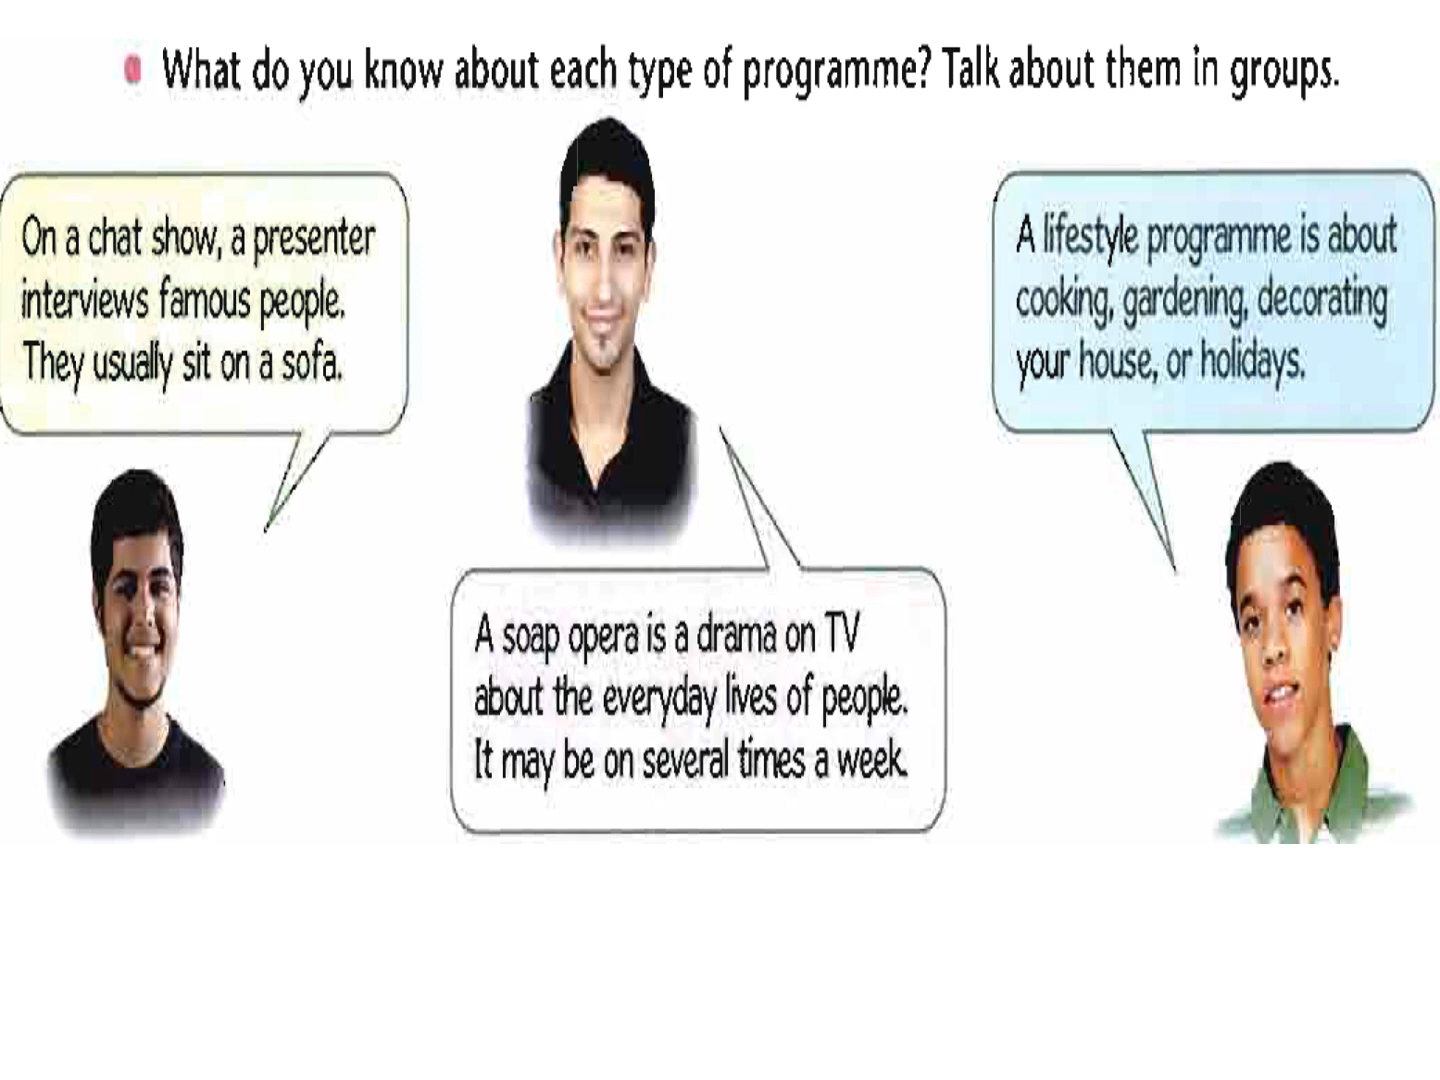 What do you know about each type of programme? Talk about them in groups.
On a chat show, a presenter
interviews famous people.
They usually sit on a sofa.
A soap opera is a drama on TV
about the everyday lives of people.
It may be on several times a week.
A lifestyle programme is about
cooking, gardening, decorating
your house, or holidays.